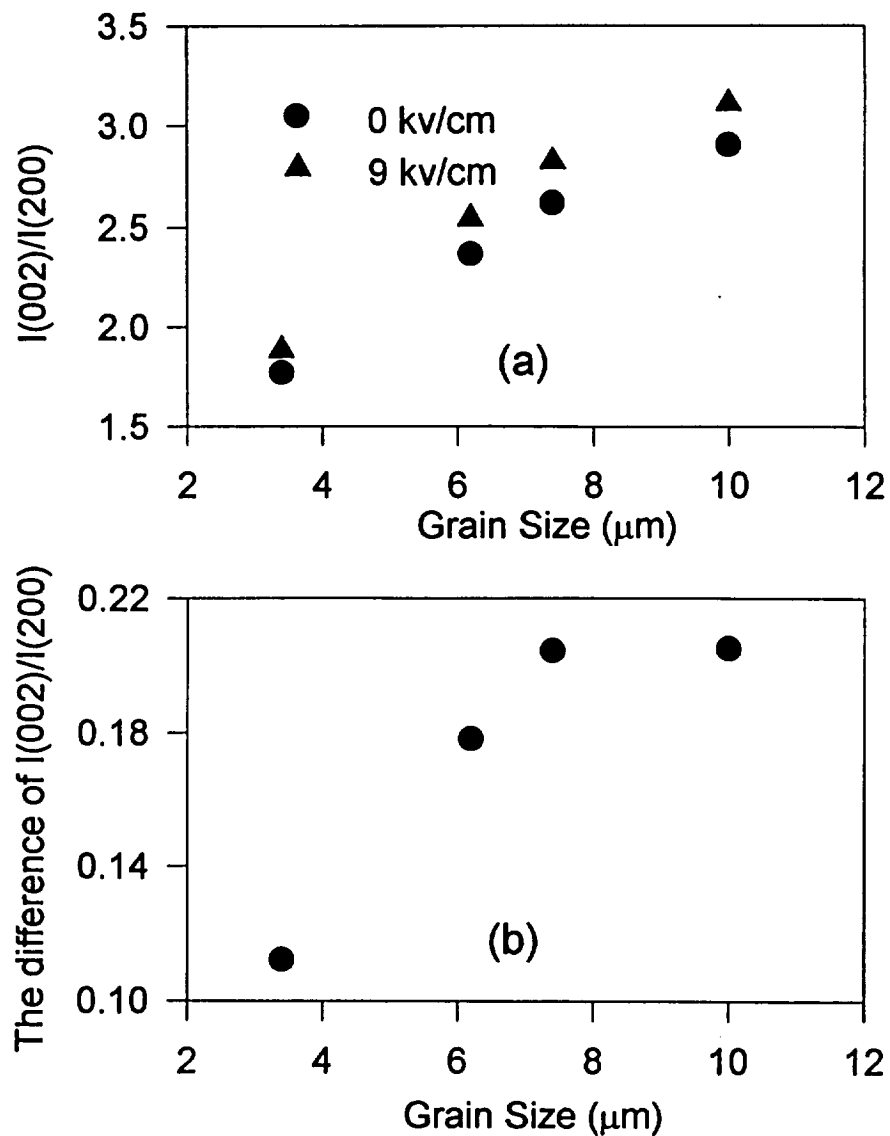 3.5
3.0
2.5
2.0
1.5
I(002)/I(200)
0 kv/cm
9 kv/cm
(a)
2 4 6 8 10 12
Grain Size (μm)
0.22
0.18
0.14
0.10
The difference of I(002)/I(200)
(b)
2 4 6 8 10 12
Grain Size (μm)